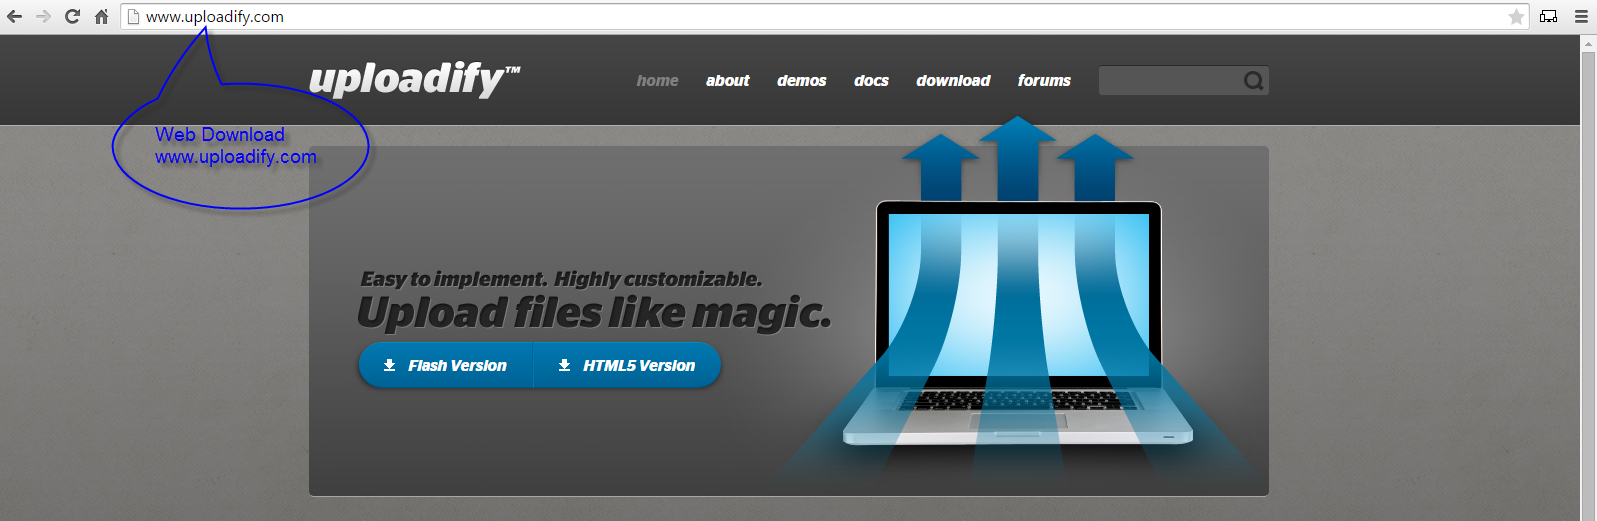 www.uploadify.com
uploadify™
home about demos docs download forums
Web Download
www.uploadify.com
Easy to implement. Highly customizable.
Upload files like magic.
Flash Version HTML5 Version